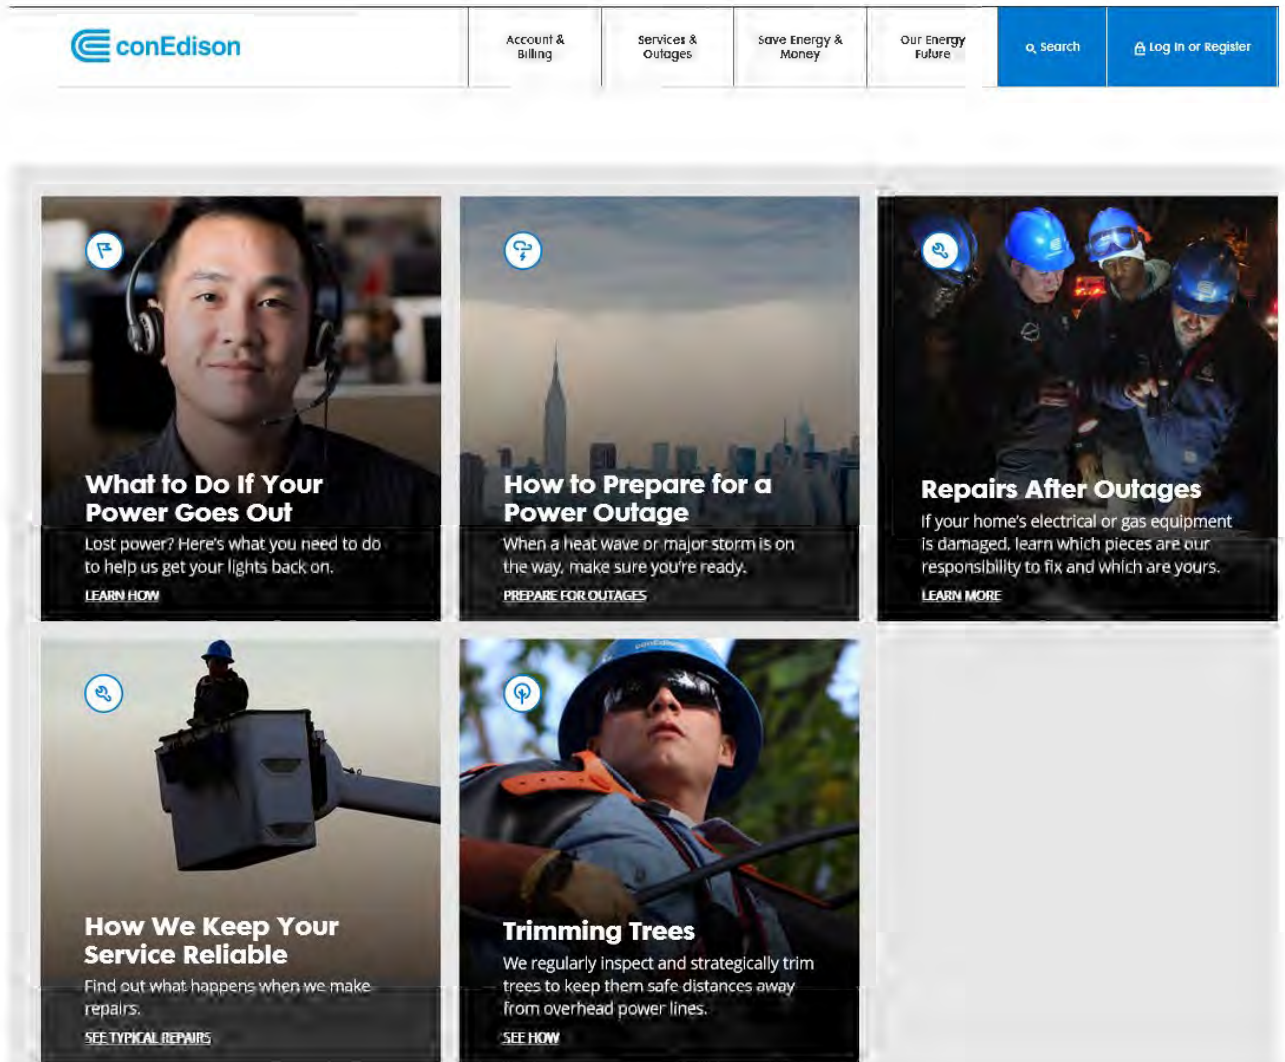 conEdison
Account &
Billing
Services &
Outages
Save Energy &
Money
Our Energy
Future
Search
Log In or Register
What to Do If Your
Power Goes Out
Lost power? Here's what you need to do
to help us get your lights back on.
LEARN HOW
How to Prepare for a
Power Outage
When a heat wave or major storm is on
the way, make sure you're ready.
PREPARE FOR OUTAGES
Repairs After Outages
If your home's electrical or gas equipment
is damaged, learn which pieces are our
responsibility to fix and which are yours.
LEARN MORE
How We Keep Your
Service Reliable
Find out what happens when we make
repairs.
SEE TYPICAL REPAIRS
conEdison
Trimming Trees
We regularly inspect and strategically trim
trees to keep them safe distances away
from overhead power lines.
SEE HOW